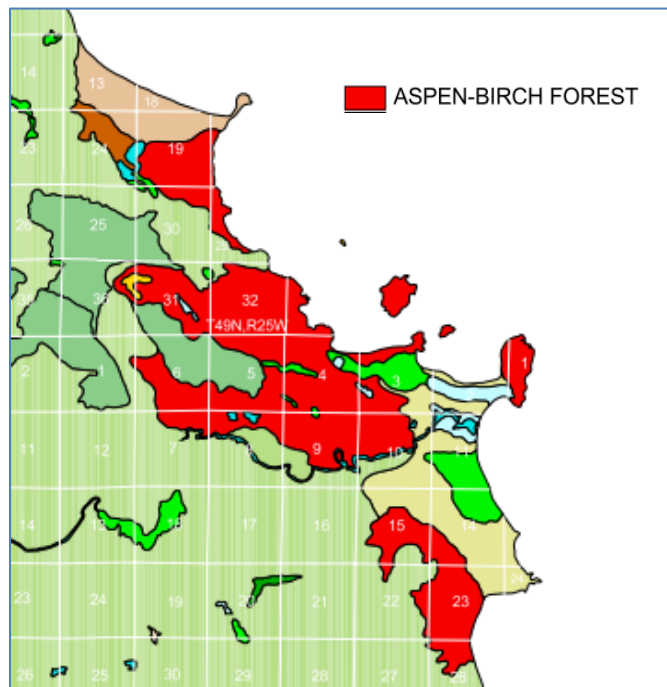 14 13 18
ASPEN-BIRCH FOREST
23 24 19
26 25 30 29
35 36 31 32
T49N,R25W
2 1 6 5 4 3 1
11 12 7 8 9 10 11
14 13 18 17 16 15 14
24
23 24 19 20 21 22 23
26 25 30 29 28 27 26